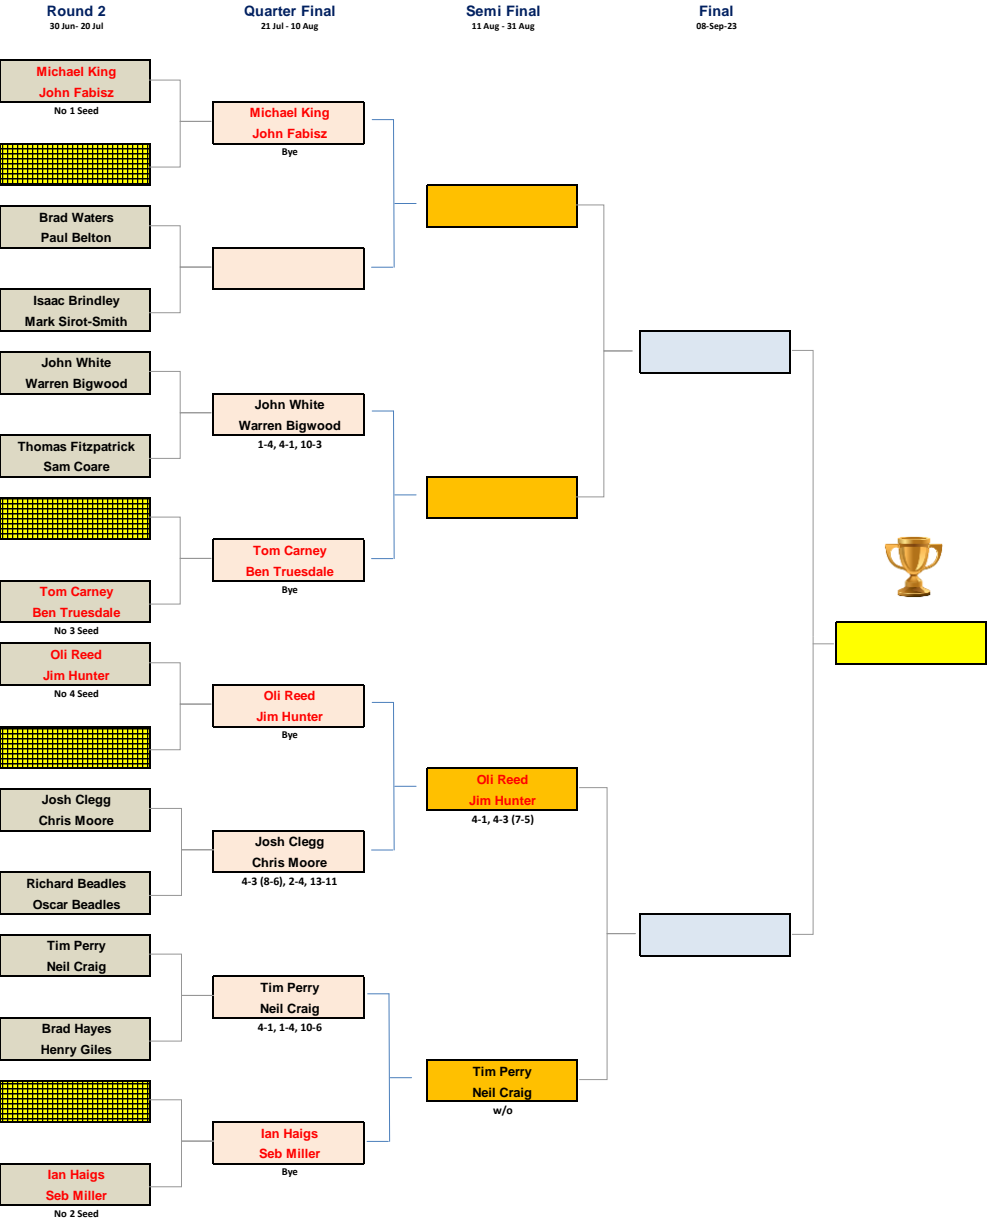 Round 2
30 Jun- 20 Jul
Quarter Final
21 Jul - 10 Aug
Semi Final
11 Aug - 31 Aug
Final
08-Sep-23
Michael King
John Fabisz
No 1 Seed
Brad Waters
Paul Belton
Isaac Brindley
Mark Sirot-Smith
John White
Warren Bigwood
Thomas Fitzpatrick
Sam Coare
Tom Carney
Ben Truesdale
No 3 Seed
Oli Reed
Jim Hunter
No 4 Seed
Josh Clegg
Chris Moore
Richard Beadles
Oscar Beadles
Tim Perry
Neil Craig
Brad Hayes
Henry Giles
Ian Haigs
Seb Miller
No 2 Seed
Michael King
John Fabisz
Bye
John White
Warren Bigwood
1-4, 4-1, 10-3
Tom Carney
Ben Truesdale
Bye
Oli Reed
Jim Hunter
Bye
Josh Clegg
Chris Moore
4-3 (8-6), 2-4, 13-11
Tim Perry
Neil Craig
4-1, 1-4, 10-6
Ian Haigs
Seb Miller
Bye
Oli Reed
Jim Hunter
4-1, 4-3 (7-5)
Tim Perry
Neil Craig
w/o